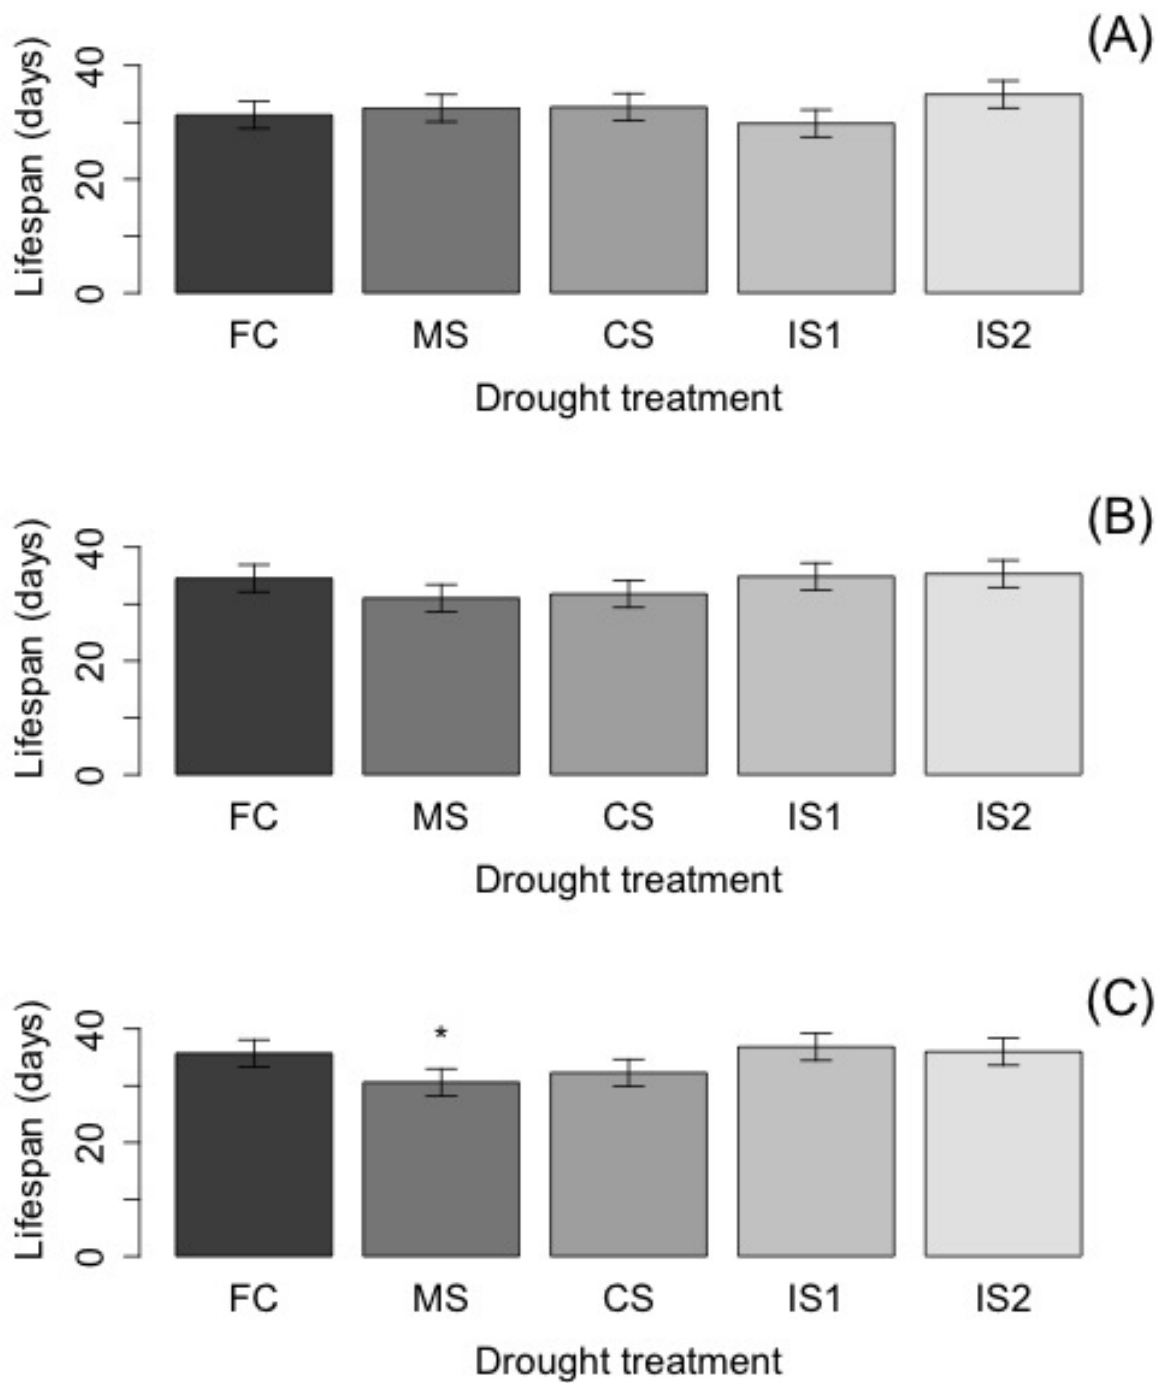 (A)
Lifespan (days)
40
20
0
FC MS CS IS1 IS2
Drought treatment
(B)
Lifespan (days)
40
20
0
FC MS CS IS1 IS2
Drought treatment
(C)
Lifespan (days)
40
20
0
*
FC MS CS IS1 IS2
Drought treatment